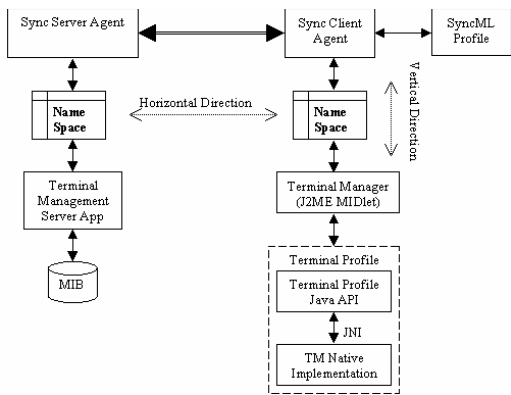 Sync Server Agent
Sync Client
Agent
SyncML
Profile
Horizontal Direction
Vertical Direction
Name
Space
Name
Space
Terminal
Management
Server App
Terminal Manager
(J2ME MIDlet)
MIB
Terminal Profile
Terminal Profile
Java API
JNI
TM Native
Implementation